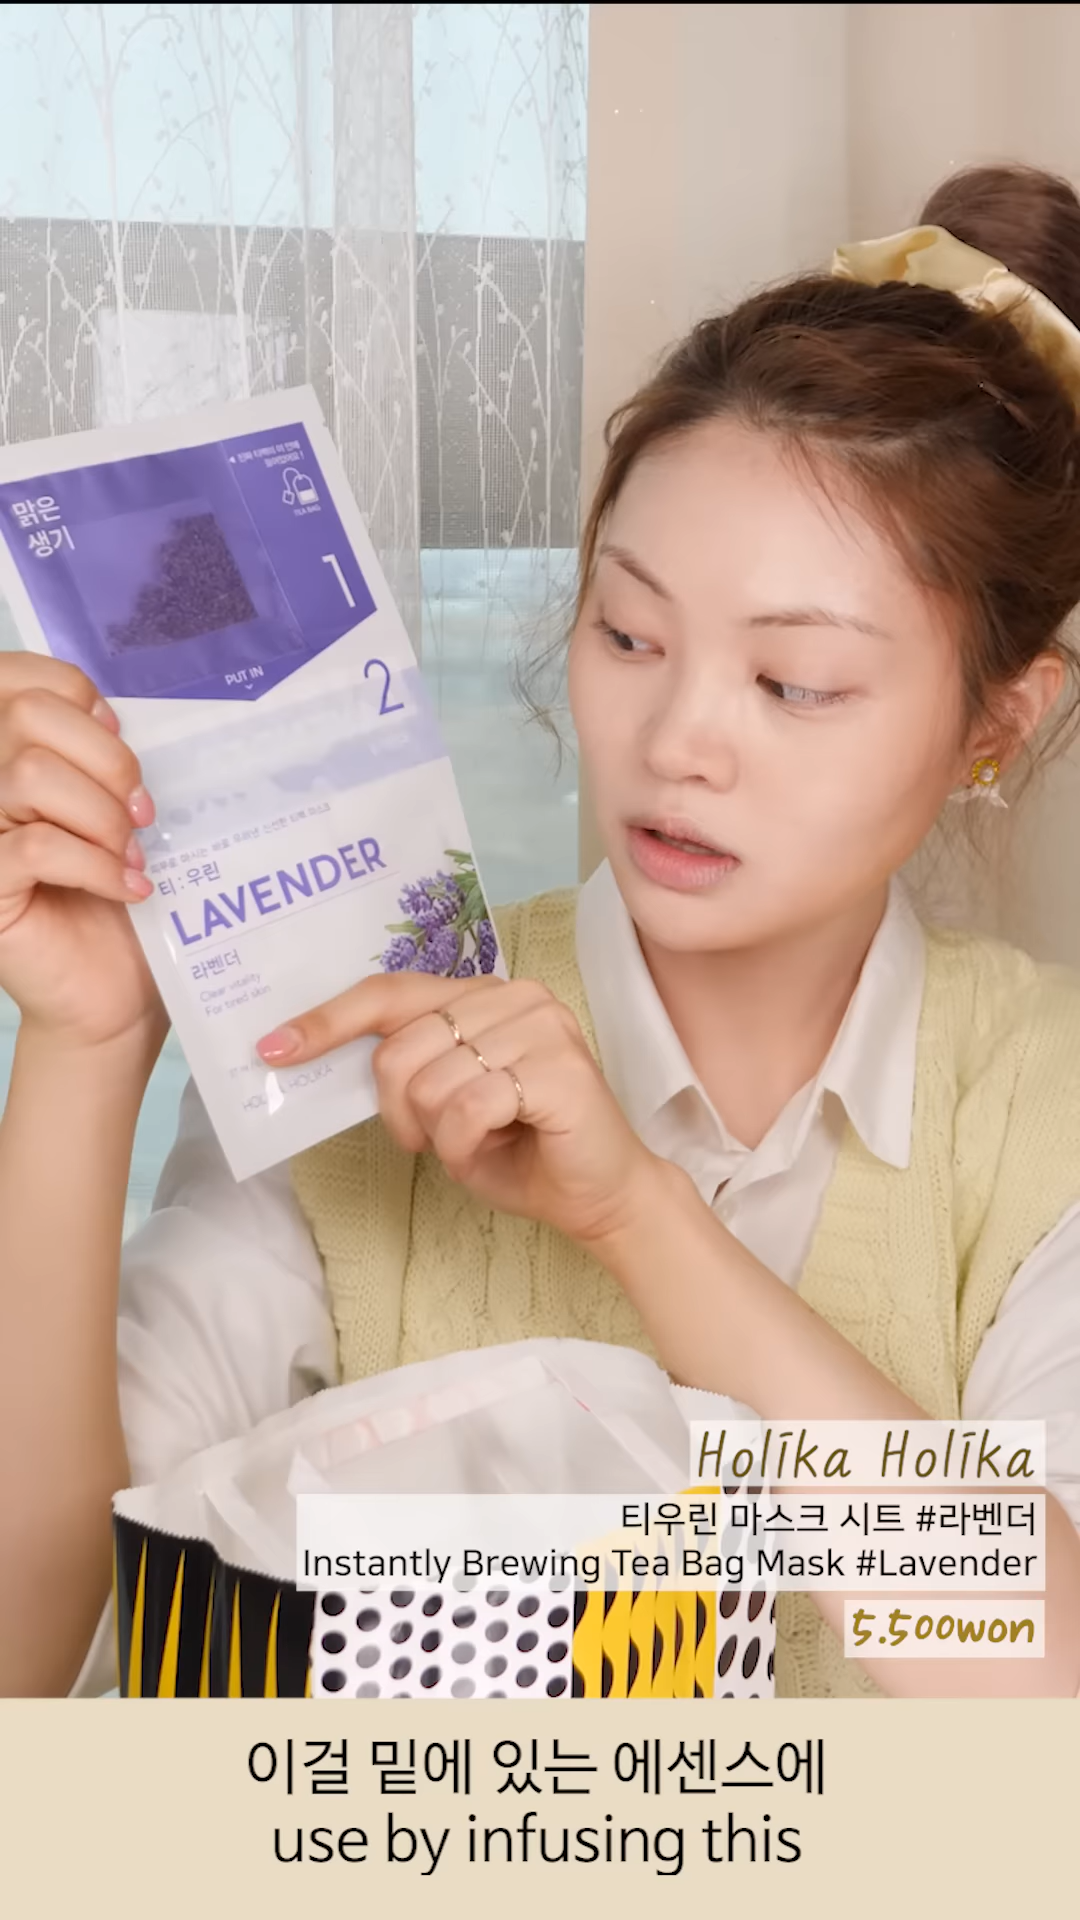 맑은
생기
TEA BAG
1
PUT IN
2
티:우린
LAVENDER
라벤더
Clear vitality
For tired skin
Holika Holika
티우린 마스크 시트 #라벤더
Instantly Brewing Tea Bag Mask #Lavender
5.500won
이걸 밑에 있는 에센스에
use by infusing this